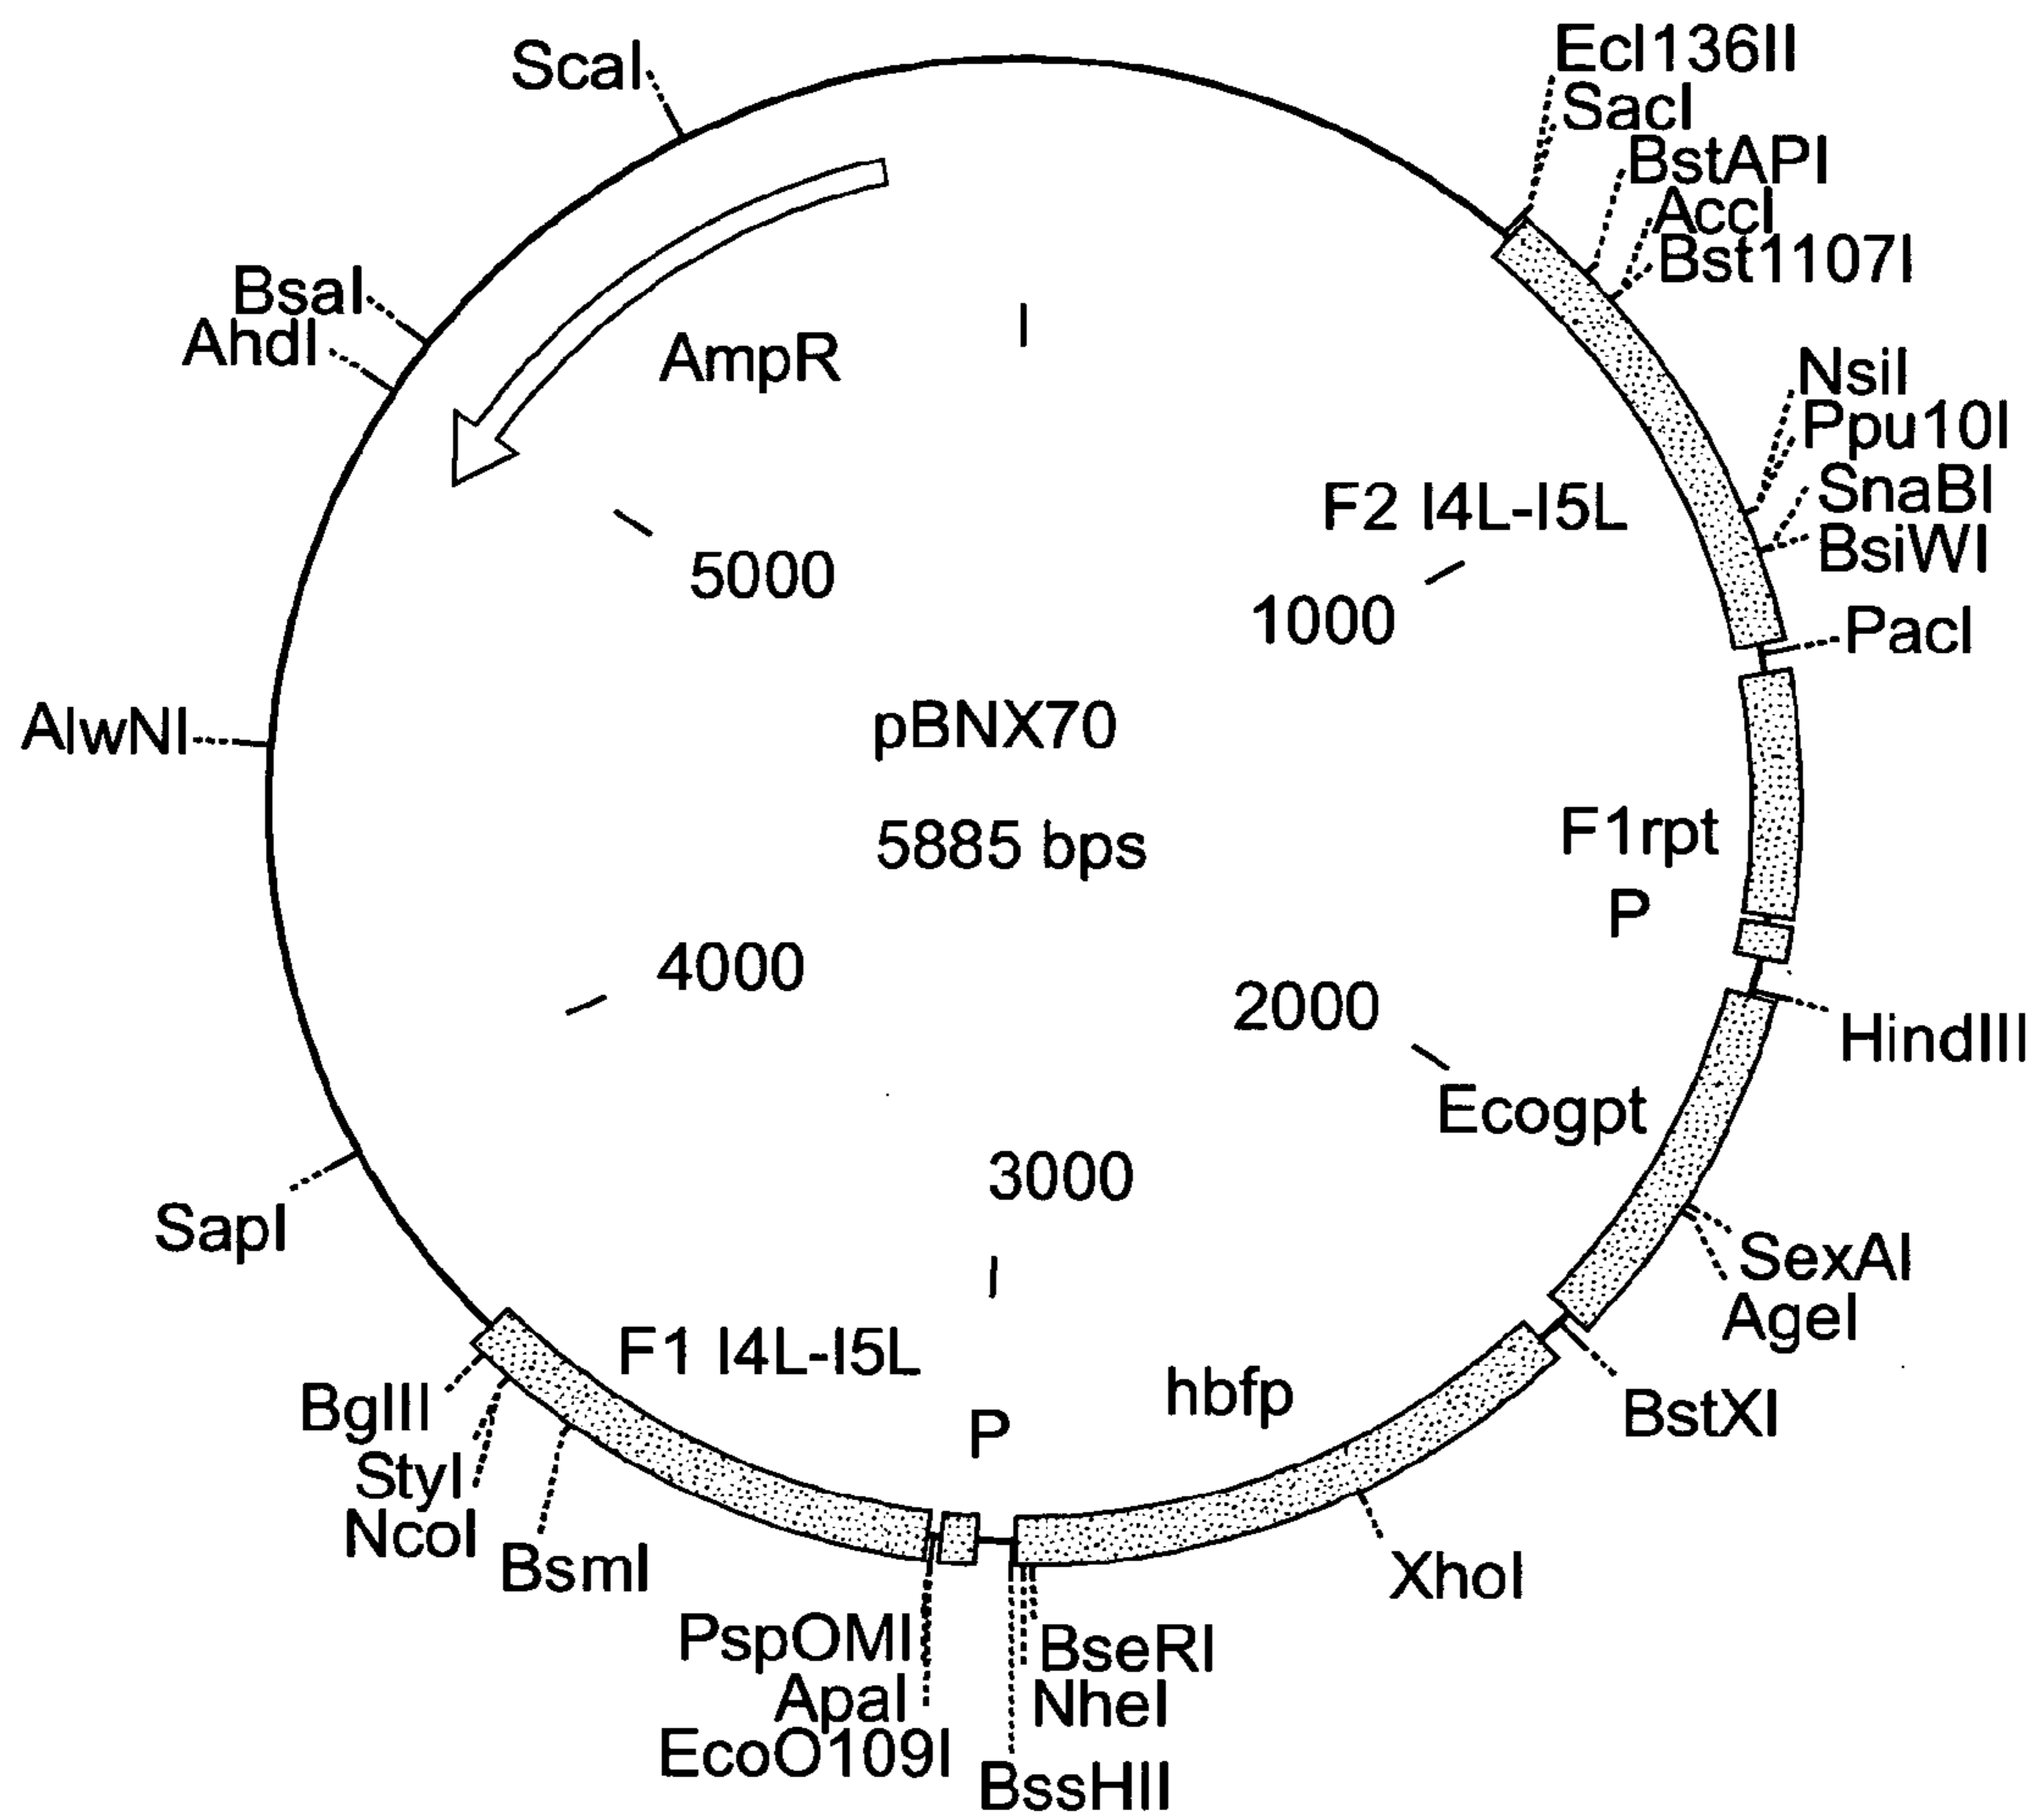 Ecl136II
SacI
BstAPI
AccI
Bst1107I
ScaI
BsaI
AhdI
AmpR
NsiI
Ppu10I
SnaBI
BsiWI
F2 I4L-I5L
5000
1000
PacI
AlwNI
pBNX70
5885 bps
F1rpt
P
4000
2000
HindIII
Ecogpt
3000
SapI
SexAI
AgeI
F1 I4L-I5L
hbfp
BstXI
P
BglII
StyI
NcoI
BsmI
XhoI
PspOMI
ApaI
EcoO109I
BseRI
NheI
BssHII